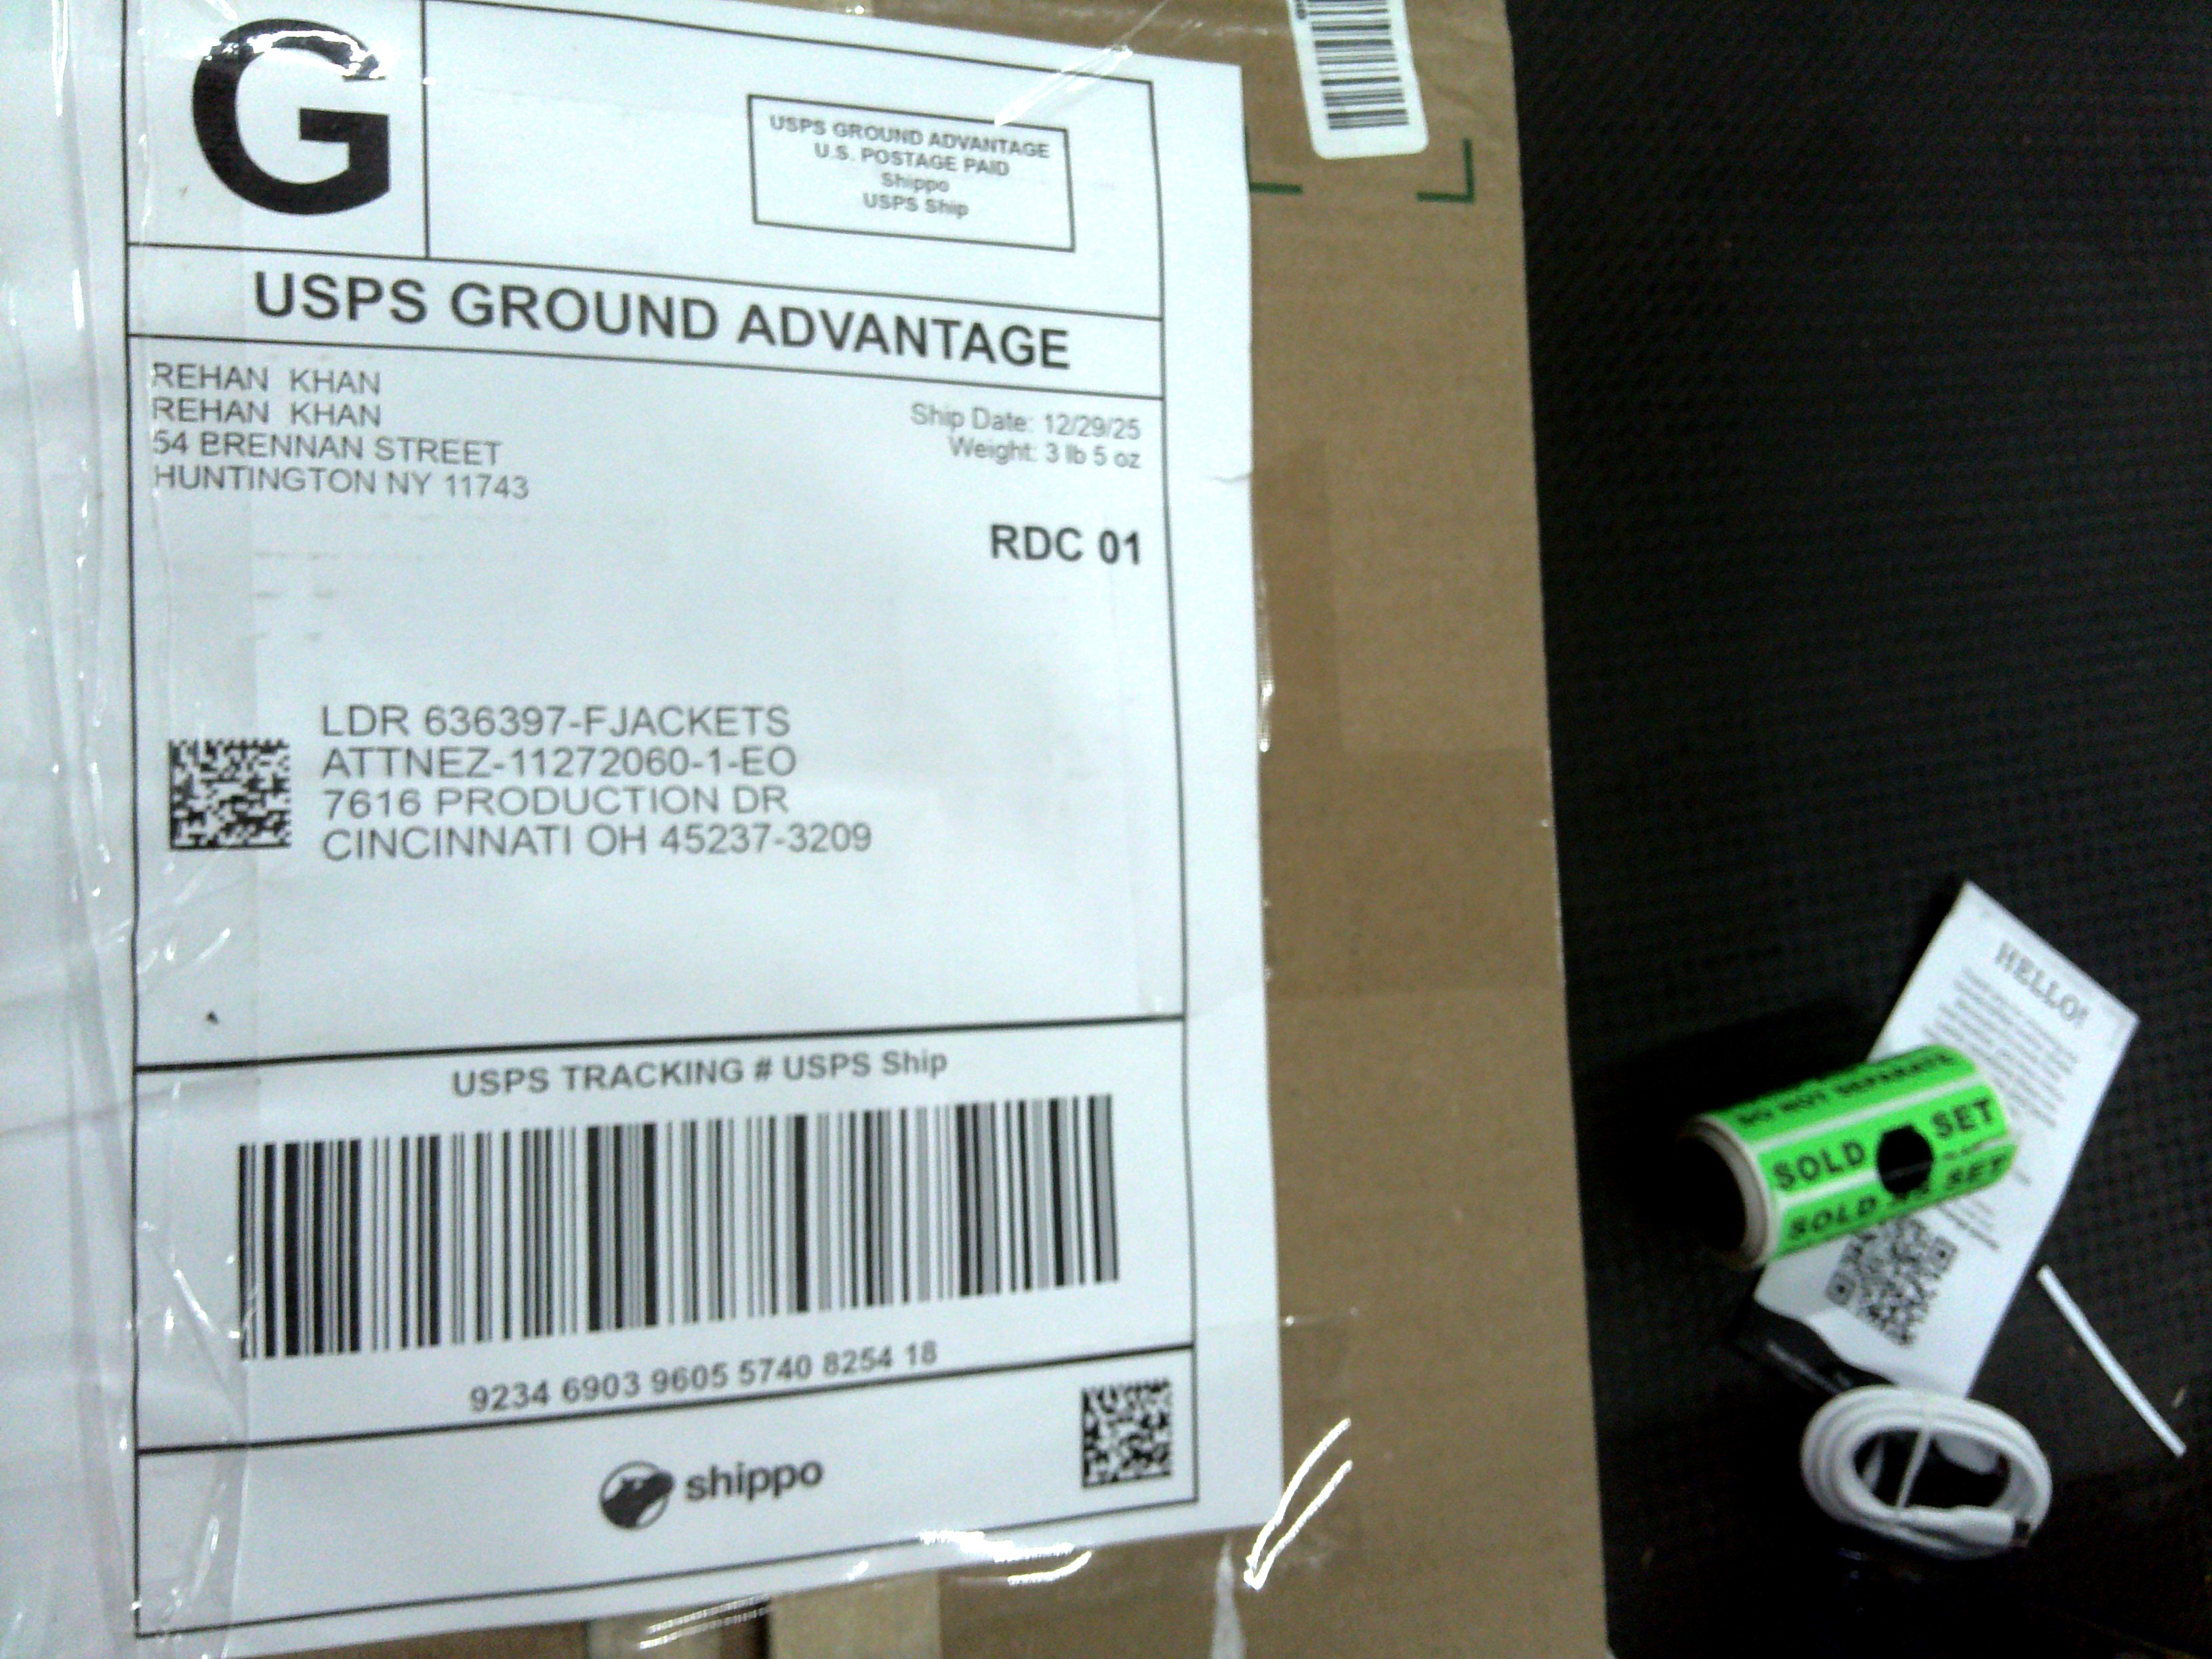 G
USPS GROUND ADVANTAGE
U.S. POSTAGE PAID
Shippo
USPS Ship
USPS GROUND ADVANTAGE
REHAN KHAN
REHAN KHAN
54 BRENNAN STREET
HUNTINGTON NY 11743
Ship Date: 12/29/25
Weight: 3 lb 5 oz
RDC 01
LDR 636397-FJACKETS
ATTNEZ-11272060-1-EO
7616 PRODUCTION DR
CINCINNATI OH 45237-3209
USPS TRACKING # USPS Ship
9234 6903 9605 5740 8254 18
shippo
HELLO!
DO NOT SEPARATE
SOLD SET
SOLD AS SET